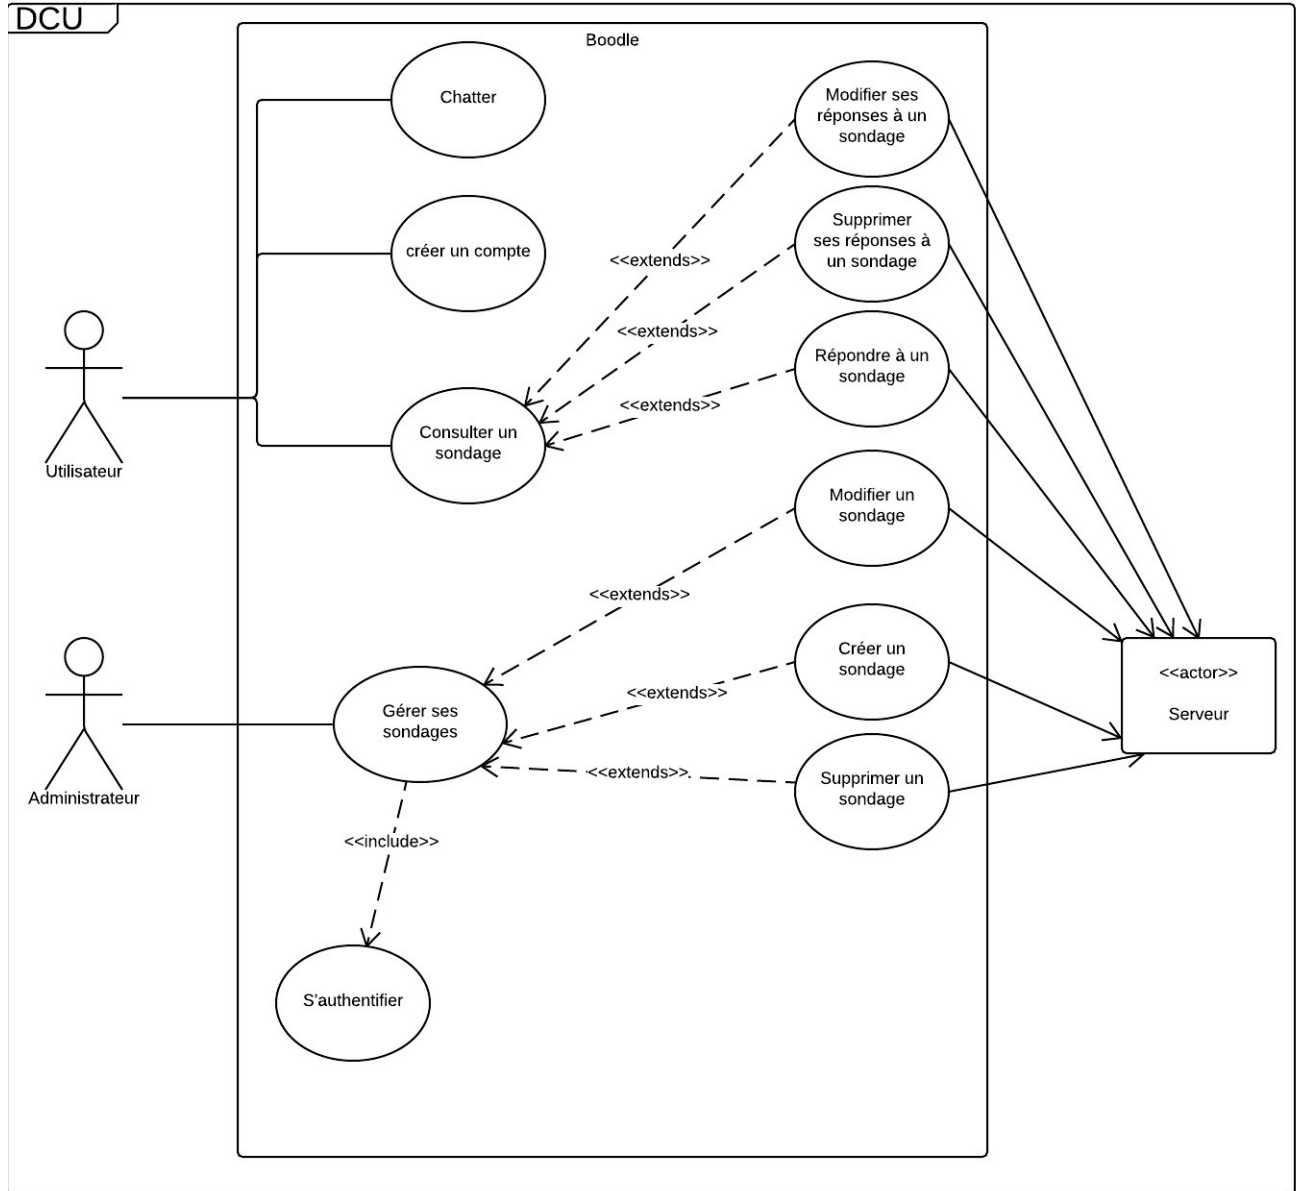 DCU
Boodle
Chatter
créer un compte
Consulter un
sondage
Modifier ses
réponses à un
sondage
Supprimer
ses réponses à
un sondage
Répondre à un
sondage
<<extends>>
<<extends>>
<<extends>>
Utilisateur
Modifier un
sondage
Créer un
sondage
Supprimer un
sondage
<<extends>>
<<extends>>
<<extends>>
Gérer ses
sondages
Administrateur
<<include>>
S'authentifier
<<actor>>
Serveur